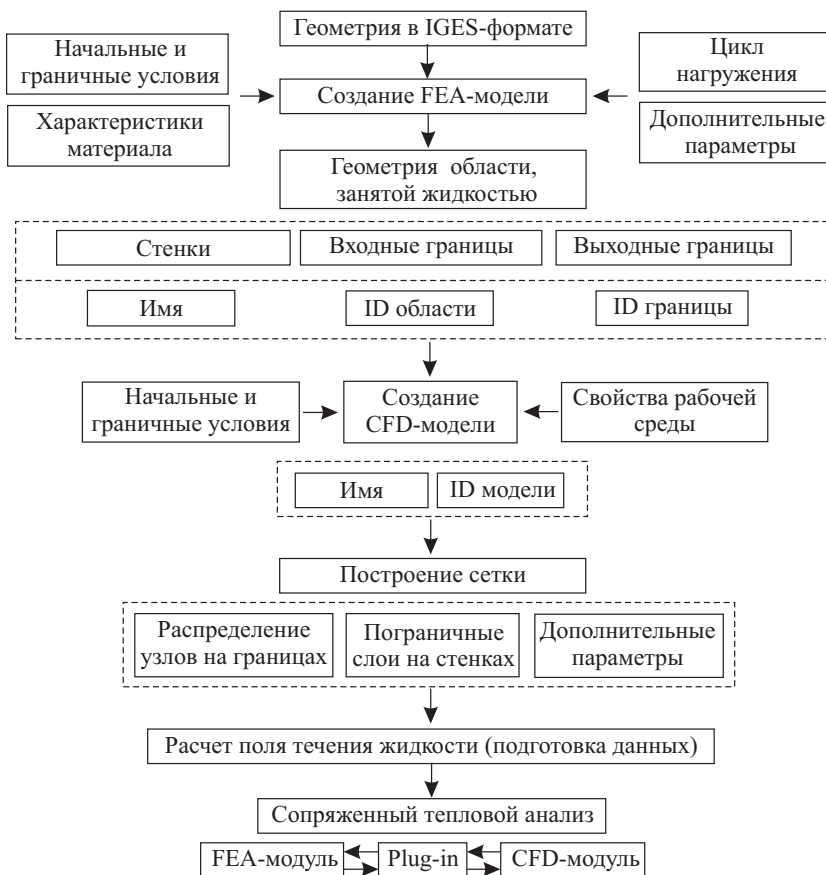 Геометрия в IGES-формате
Начальные и
граничные условия
Цикл
нагружения
Создание FEA-модели
Характеристики
материала
Дополнительные
параметры
Геометрия области,
занятой жидкостью
Стенки
Входные границы
Выходные границы
Имя
ID области
ID границы
Начальные и
граничные условия
Создание
CFD-модели
Свойства рабочей
среды
Имя
ID модели
Построение сетки
Распределение
узлов на границах
Пограничные
слои на стенках
Дополнительные
параметры
Расчет поля течения жидкости (подготовка данных)
Сопряженный тепловой анализ
FEA-модуль
Plug-in
CFD-модуль